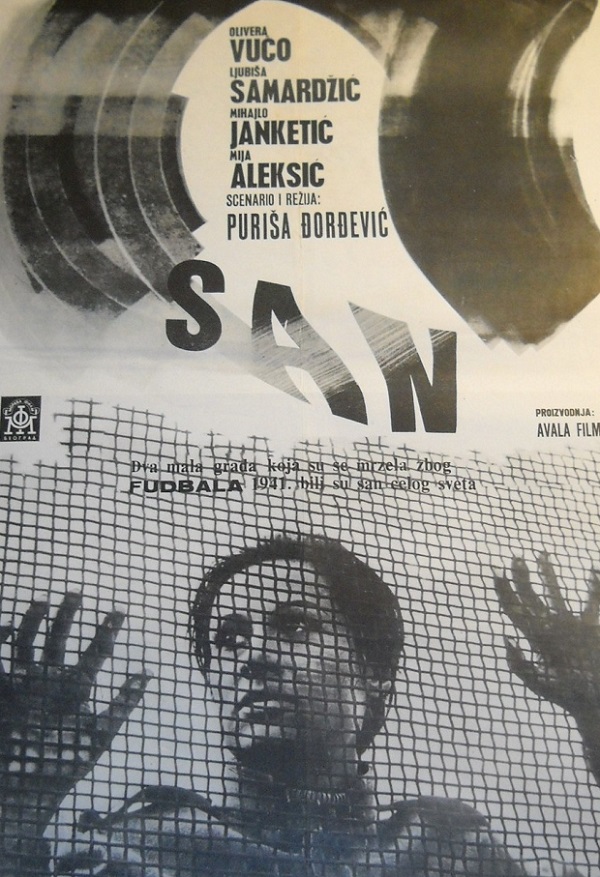 OLIVERA
VUČO
LJUBIŠA
SAMARDŽIĆ
MIHAJLO
JANKETIĆ
MIJA
ALEKSIĆ
SCENARIO I REŽIJA:
PURIŠA ĐORĐEVIĆ
SAN
PROIZVODNJA:
AVALA FILM
БЕОГРАД
Dva mala grada koja su se mrzela zbog
FUDBALA 1941. bili su san celog sveta